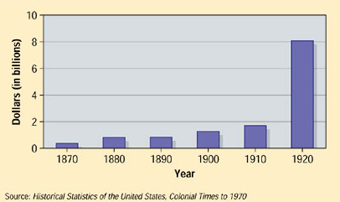 10
8
6
4
2
0
Dollars (in billions)
1870 1880 1890 1900 1910 1920
Year
Source: Historical Statistics of the United States, Colonial Times to 1970